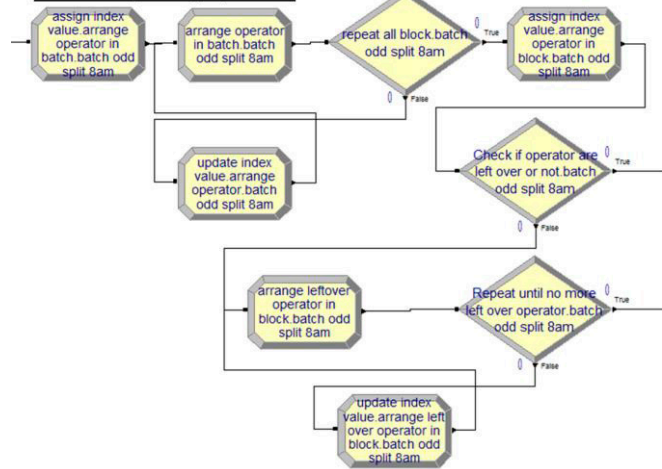 assign index
value.arrange
operator in
batch.batch odd
split 8am
arrange operator
in batch.batch
odd split 8am
repeat all block.batch
odd split 8am
0
True
0
False
assign index
value.arrange
operator in
block.batch odd
split 8am
update index
value.arrange
operator.batch
odd split 8am
Check if operator are
left over or not.batch
odd split 8am
0
True
0
False
arrange leftover
operator in
block.batch odd
split 8am
Repeat until no more
left over operator.batch
odd split 8am
0
True
0
False
update index
value.arrange left
over operator in
block.batch odd
split 8am